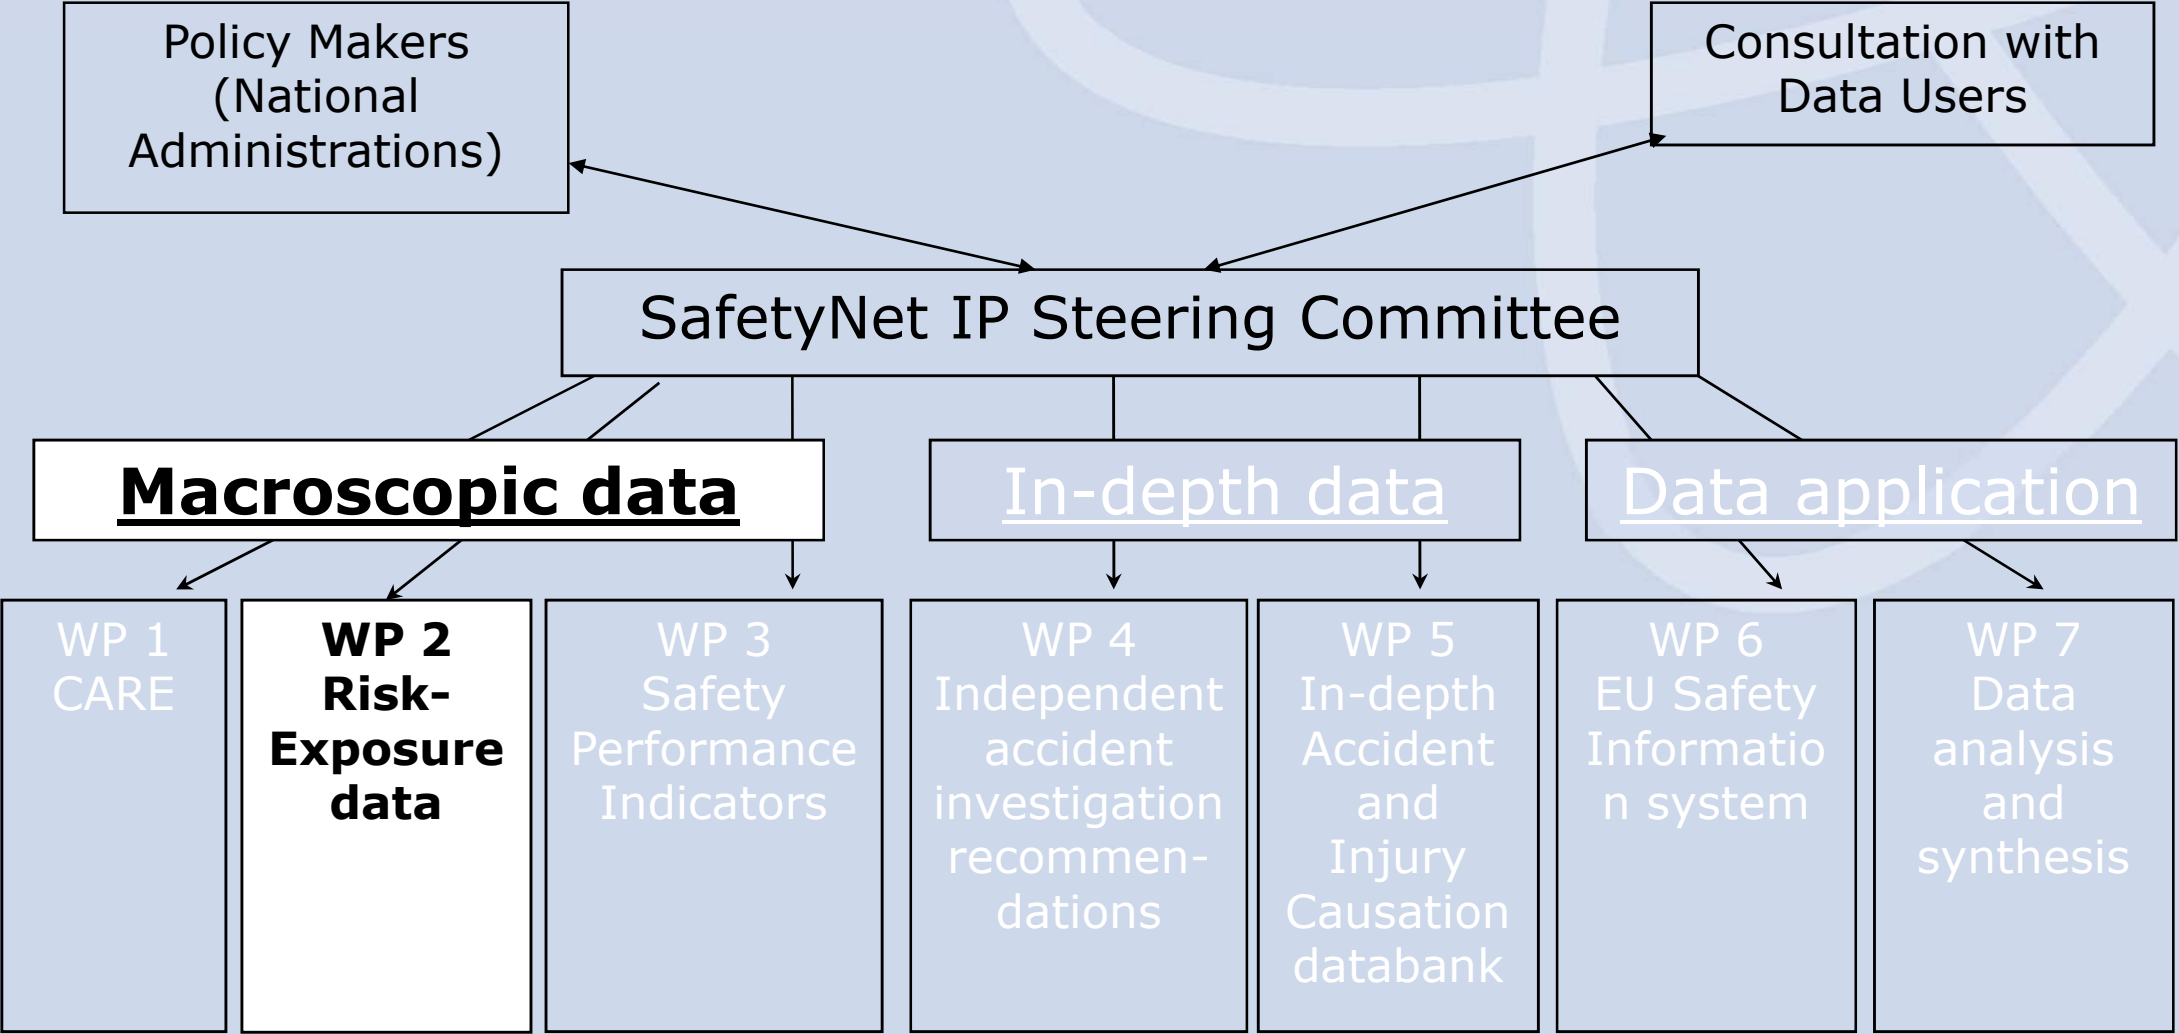 Policy Makers
(National
Administrations)
Consultation with
Data Users
SafetyNet IP Steering Committee
Macroscopic data
In-depth data
Data application
WP 1
CARE
WP 2
Risk-
Exposure
data
WP 3
Safety
Performance
Indicators
WP 4
Independent
accident
investigation
recommen-
dations
WP 5
In-depth
Accident
and
Injury
Causation
databank
WP 6
EU Safety
Informatio
n system
WP 7
Data
analysis
and
synthesis